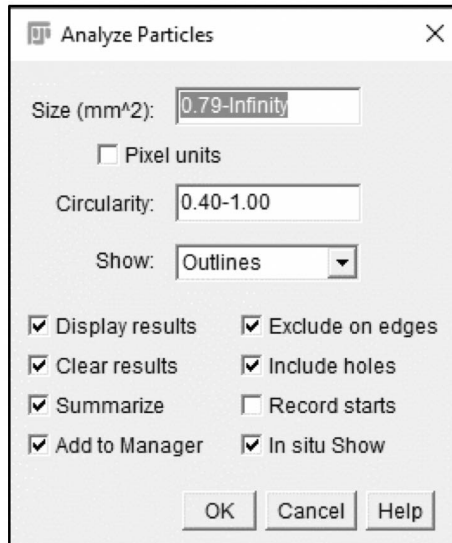 Analyze Particles
Size (mm^2): 0.79-Infinity
Pixel units
Circularity: 0.40-1.00
Show: Outlines
Display results Exclude on edges
Clear results Include holes
Summarize Record starts
Add to Manager In situ Show
OK Cancel Help